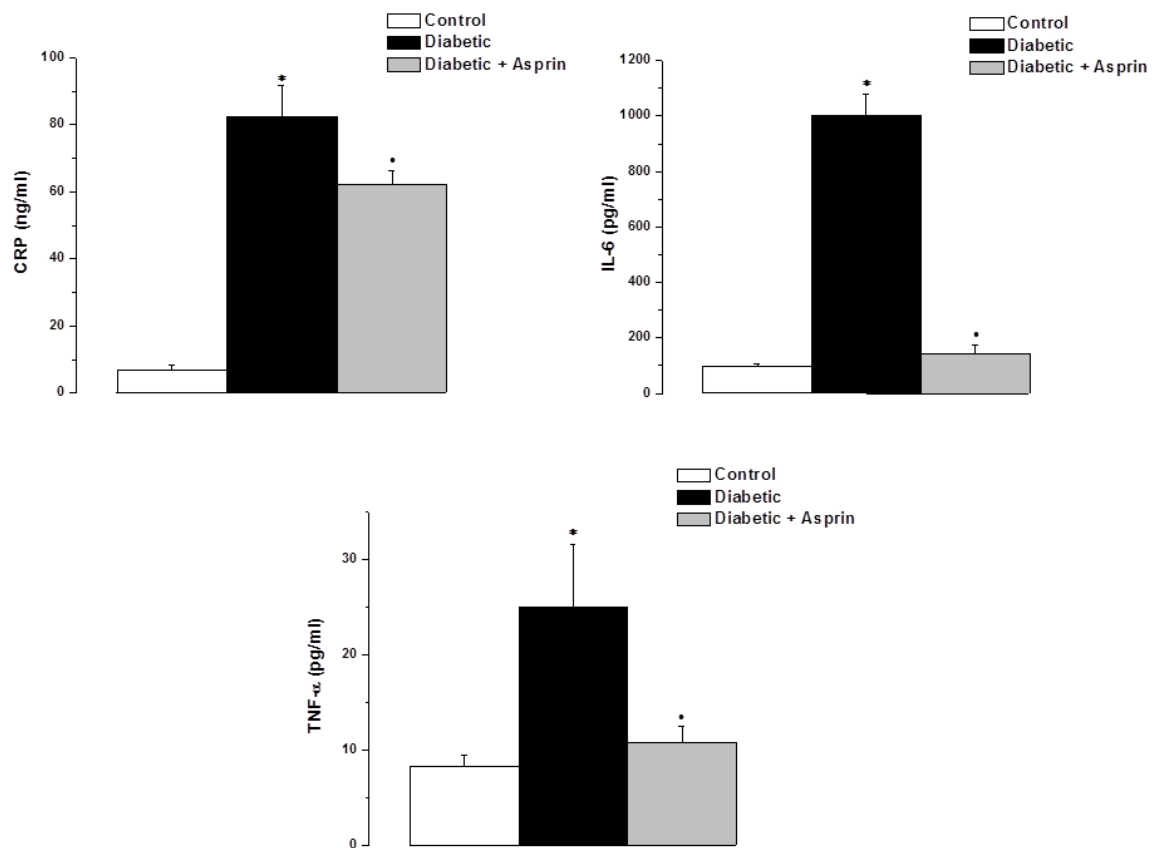 Control
Diabetic
Diabetic + Asprin
100
80
60
40
20
0
CRP (ng/ml)
*
•
Control
Diabetic
Diabetic + Asprin
1200
1000
800
600
400
200
0
IL-6 (pg/ml)
*
•
Control
Diabetic
Diabetic + Asprin
30
20
10
0
TNF-α (pg/ml)
*
•